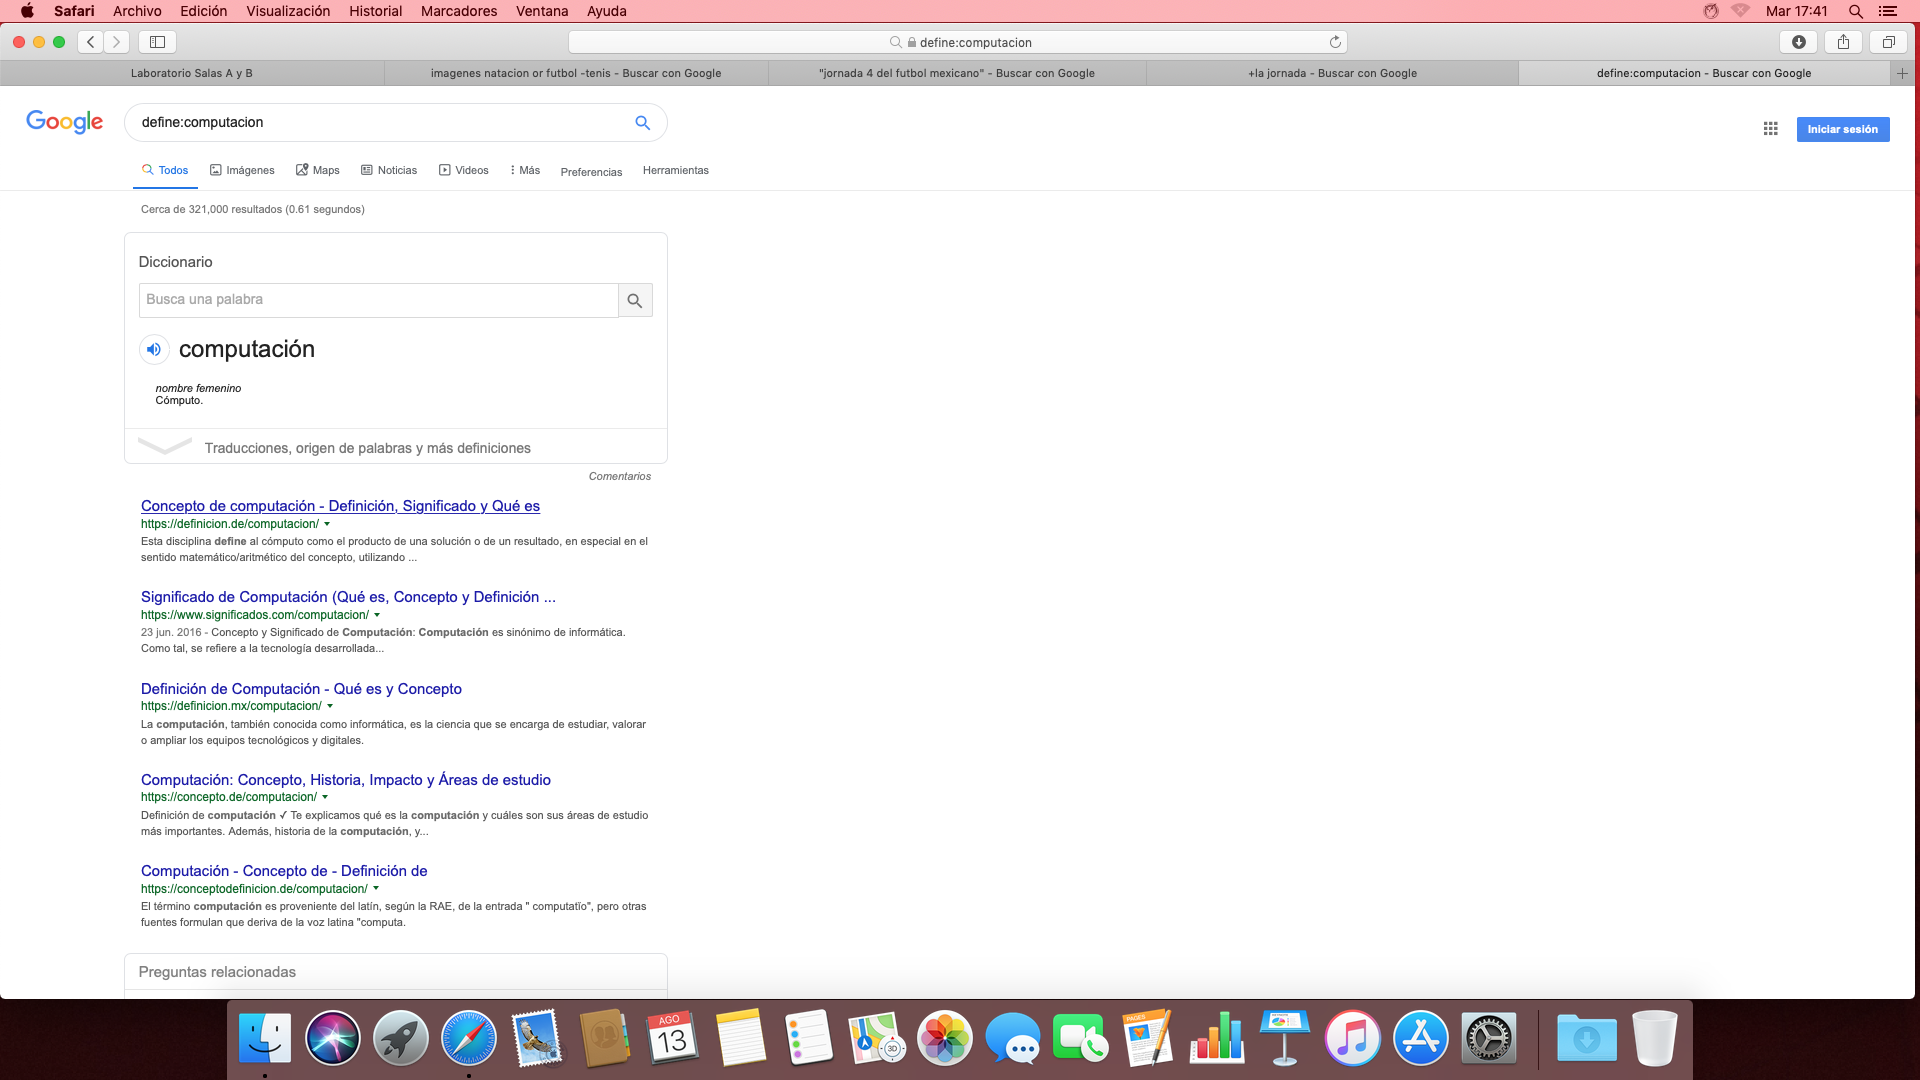 Safari Archivo Edición Visualización Historial Marcadores Ventana Ayuda Mar 17:41
define:computacion
Laboratorio Salas A y B
imagenes natacion or futbol -tenis - Buscar con Google
"jornada 4 del futbol mexicano" - Buscar con Google
+la jornada - Buscar con Google
define:computacion - Buscar con Google
Google
define:computacion
Iniciar sesión
Todos Imágenes Maps Noticias Videos Más Preferencias Herramientas
Cerca de 321,000 resultados (0.61 segundos)
Diccionario
Busca una palabra
computación
nombre femenino
Cómputo.
Traducciones, origen de palabras y más definiciones
Comentarios
Concepto de computación - Definición, Significado y Qué es
https://definicion.de/computacion/
Esta disciplina define al cómputo como el producto de una solución o de un resultado, en especial en el
sentido matemático/aritmético del concepto, utilizando ...
Significado de Computación (Qué es, Concepto y Definición ...
https://www.significados.com/computacion/
23 jun. 2016 - Concepto y Significado de Computación: Computación es sinónimo de informática.
Como tal, se refiere a la tecnología desarrollada...
Definición de Computación - Qué es y Concepto
https://definicion.mx/computacion/
La computación, también conocida como informática, es la ciencia que se encarga de estudiar, valorar
o ampliar los equipos tecnológicos y digitales.
Computación: Concepto, Historia, Impacto y Áreas de estudio
https://concepto.de/computacion/
Definición de computación ✓ Te explicamos qué es la computación y cuáles son sus áreas de estudio
más importantes. Además, historia de la computación, y...
Computación - Concepto de - Definición de
https://conceptodefinicion.de/computacion/
El término computación es proveniente del latín, según la RAE, de la entrada " computatĭo", pero otras
fuentes formulan que deriva de la voz latina "computa.
Preguntas relacionadas
AGO
13
3D
PAGES